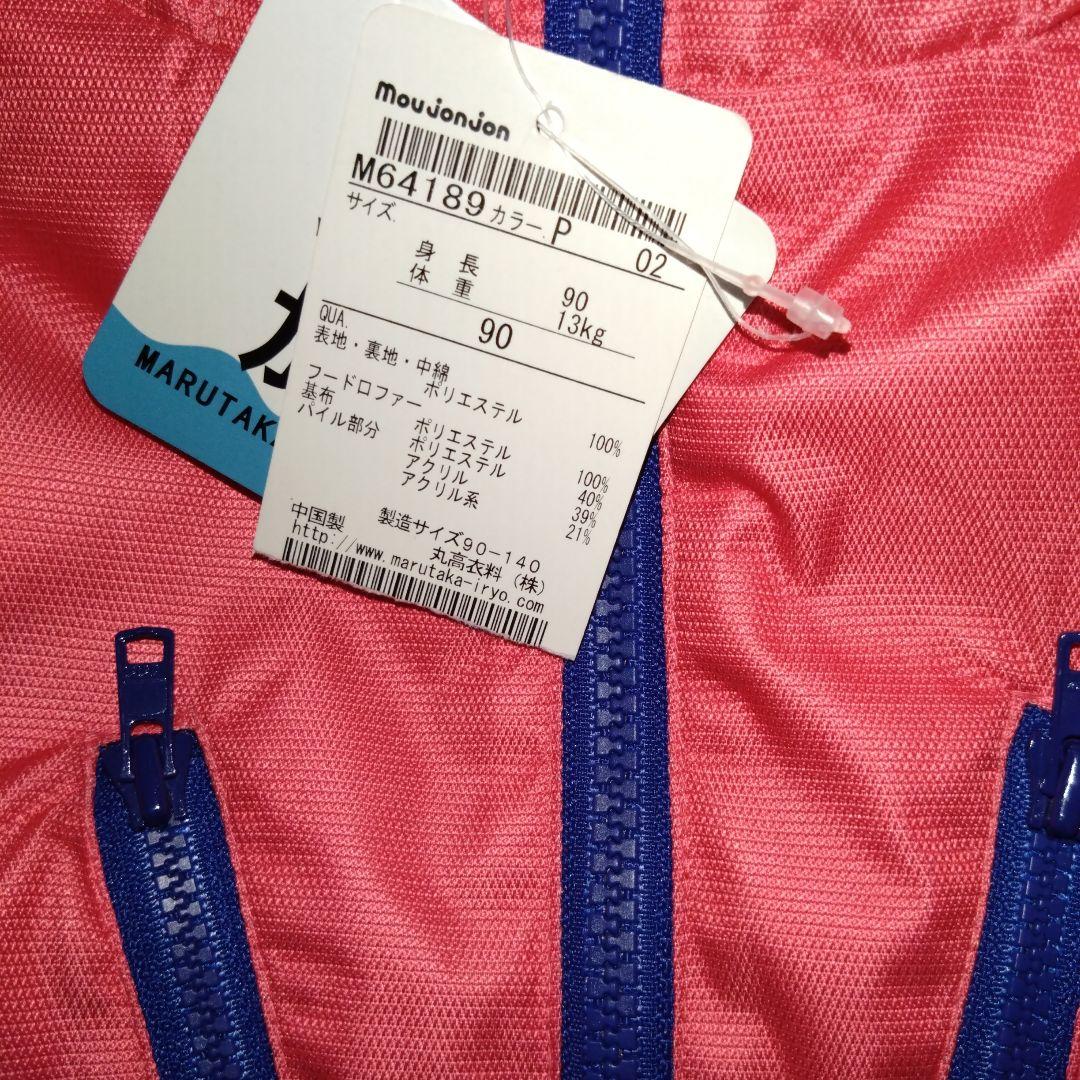 moujonjon
M64189 カラー. P 02
サイズ.
身長 90
体重 13kg
QUA. 90
表地・裏地・中綿
ポリエステル 100%
フードロファー
基布 ポリエステル 100%
パイル部分 ポリエステル 40%
アクリル 39%
アクリル系 21%
中国製 製造サイズ90-140
丸高衣料(株)
http://www.marutaka-iryo.com
MARUTAKA